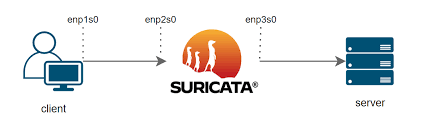 enp1s0 enp2s0 enp3s0
SURICATA®
client
server